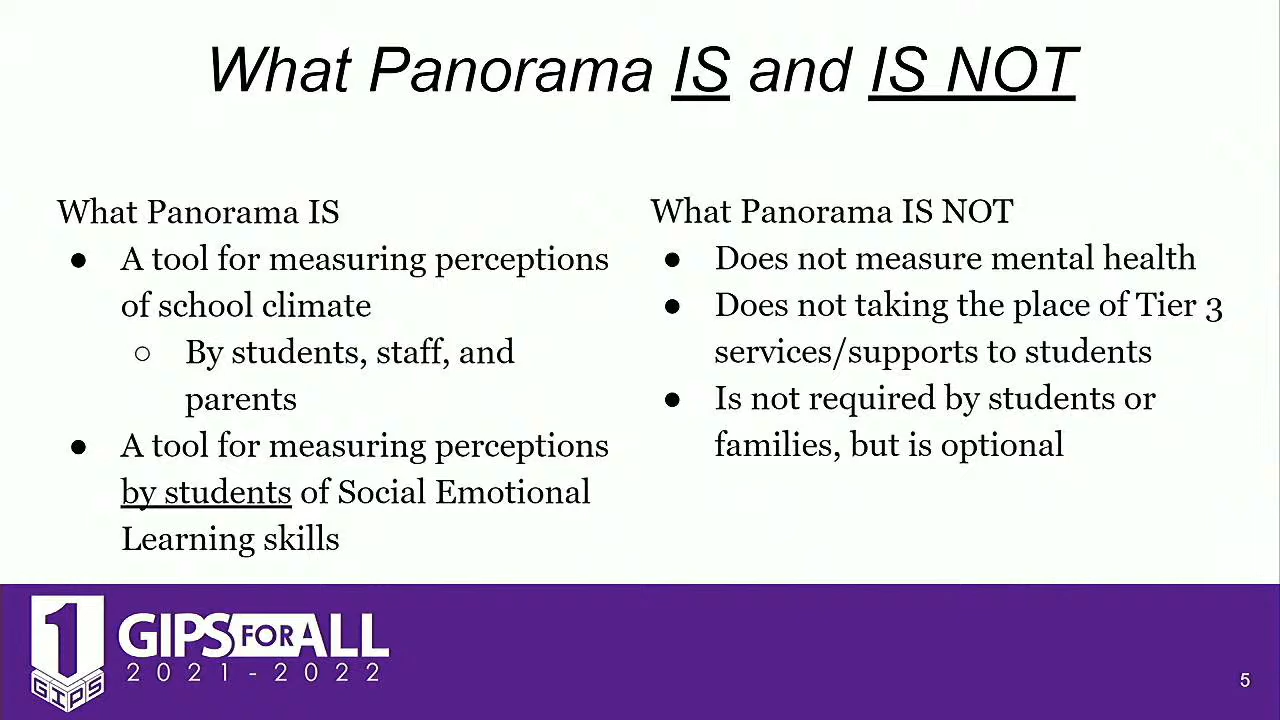 What Panorama IS and IS NOT
What Panorama IS
● A tool for measuring perceptions
of school climate
○ By students, staff, and
parents
● A tool for measuring perceptions
by students of Social Emotional
Learning skills
What Panorama IS NOT
● Does not measure mental health
● Does not taking the place of Tier 3
services/supports to students
● Is not required by students or
families, but is optional
1
GIPS
GIPS FOR ALL
2021-2022
5